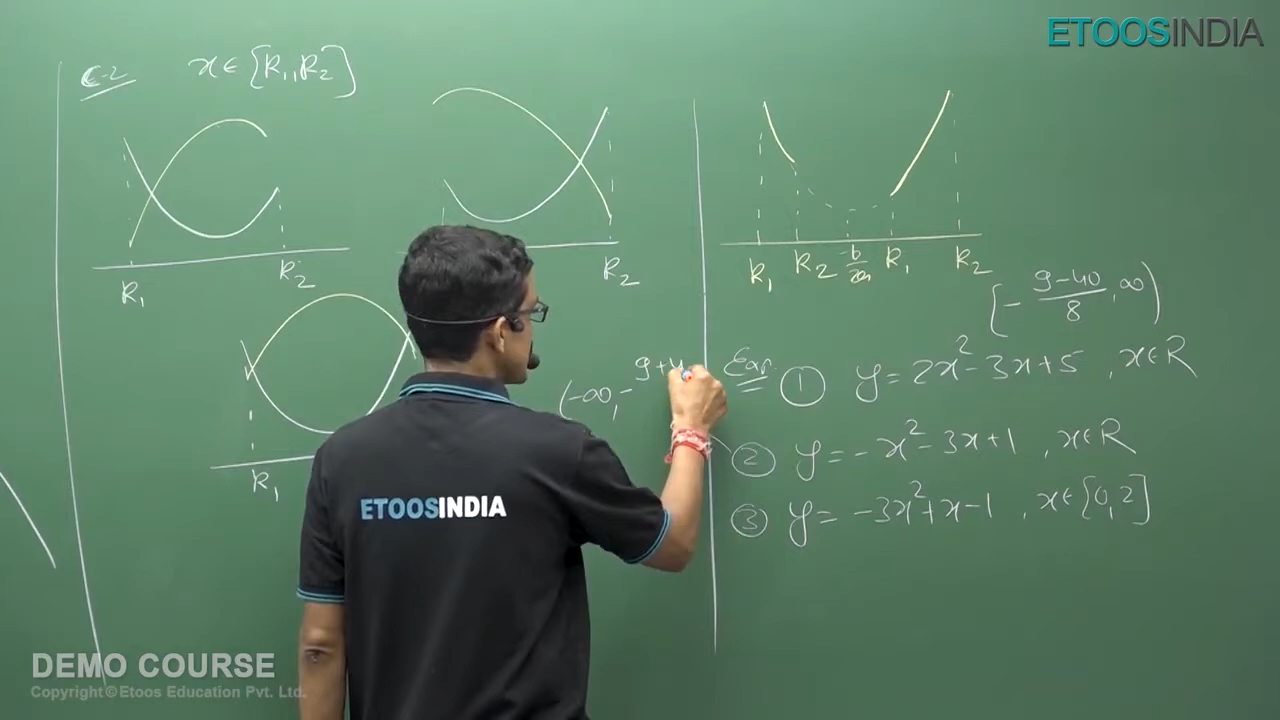 ETOOSINDIA
C-2 x ∈ [R₁, R₂]
R₁ R₂
R₂
R₁
R₁ R₂ -b/2a R₁ R₂
[- (9-40)/8, ∞)
Exp. ① y = 2x² - 3x + 5 , x ∈ R
(-∞, - 9+4
② y = -x² - 3x + 1 , x ∈ R
③ y = -3x² + x - 1 , x ∈ [0, 2]
ETOOSINDIA
DEMO COURSE
Copyright © Etoos Education Pvt. Ltd.